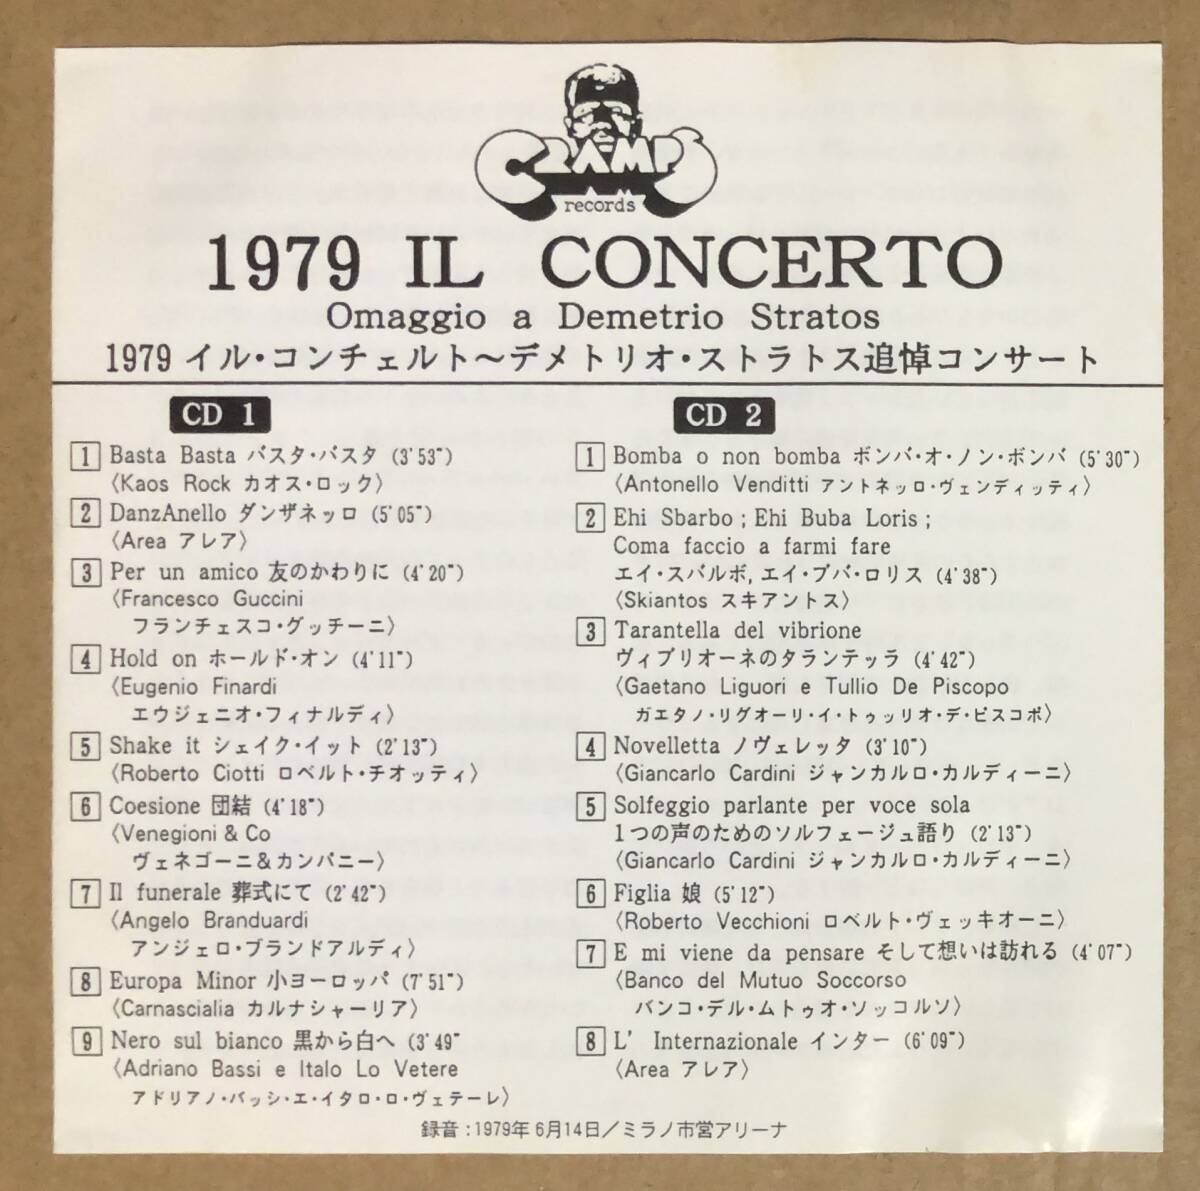 CRAMPS
records
1979 IL CONCERTO
Omaggio a Demetrio Stratos
1979 イル・コンチェルト〜デメトリオ・ストラトス追悼コンサート
CD 1
1 Basta Basta バスタ・バスタ (3'53")
〈Kaos Rock カオス・ロック〉
2 DanzAnello ダンザネッロ (5'05")
〈Area アレア〉
3 Per un amico 友のかわりに (4'20")
〈Francesco Guccini
フランチェスコ・グッチーニ〉
4 Hold on ホールド・オン (4'11")
〈Eugenio Finardi
エウジェニオ・フィナルディ〉
5 Shake it シェイク・イット (2'13")
〈Roberto Ciotti ロベルト・チオッティ〉
6 Coesione 団結 (4'18")
〈Venegioni & Co
ヴェネゴーニ&カンパニー〉
7 Il funerale 葬式にて (2'42")
〈Angelo Branduardi
アンジェロ・ブランドアルディ〉
8 Europa Minor 小ヨーロッパ (7'51")
〈Carnascialia カルナシャーリア〉
9 Nero sul bianco 黒から白へ (3'49"
〈Adriano Bassi e Italo Lo Vetere
アドリアノ・バッシ・エ・イタロ・ロ・ヴェテーレ〉
CD 2
1 Bomba o non bomba ボンバ・オ・ノン・ボンバ (5'30")
〈Antonello Venditti アントネッロ・ヴェンディッティ〉
2 Ehi Sbarbo ; Ehi Buba Loris ;
Coma faccio a farmi fare
エイ・スバルボ, エイ・ブバ・ロリス (4'38")
〈Skiantos スキアントス〉
3 Tarantella del vibrione
ヴィブリオーネのタランテッラ (4'42")
〈Gaetano Liguori e Tullio De Piscopo
ガエタノ・リグオーリ・イ・トゥッリオ・デ・ピスコポ〉
4 Novelletta ノヴェレッタ (3'10")
〈Giancarlo Cardini ジャンカルロ・カルディーニ〉
5 Solfeggio parlante per voce sola
1つの声のためのソルフェージュ語り (2'13")
〈Giancarlo Cardini ジャンカルロ・カルディーニ〉
6 Figlia 娘 (5'12")
〈Roberto Vecchioni ロベルト・ヴェッキオーニ〉
7 E mi viene da pensare そして想いは訪れる (4'07")
〈Banco del Mutuo Soccorso
バンコ・デル・ムトゥオ・ソッコルソ〉
8 L' Internazionale インター (6'09")
〈Area アレア〉
録音 : 1979年 6月14日／ミラノ市営アリーナ